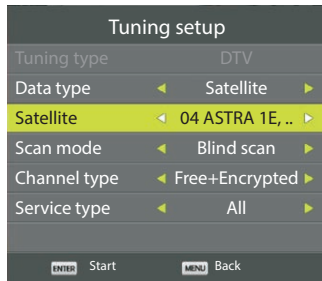 Tuning setup
Tuning type DTV
Data type Satellite
Satellite 04 ASTRA 1E, ..
Scan mode Blind scan
Channel type Free+Encrypted
Service type All
ENTER Start MENU Back